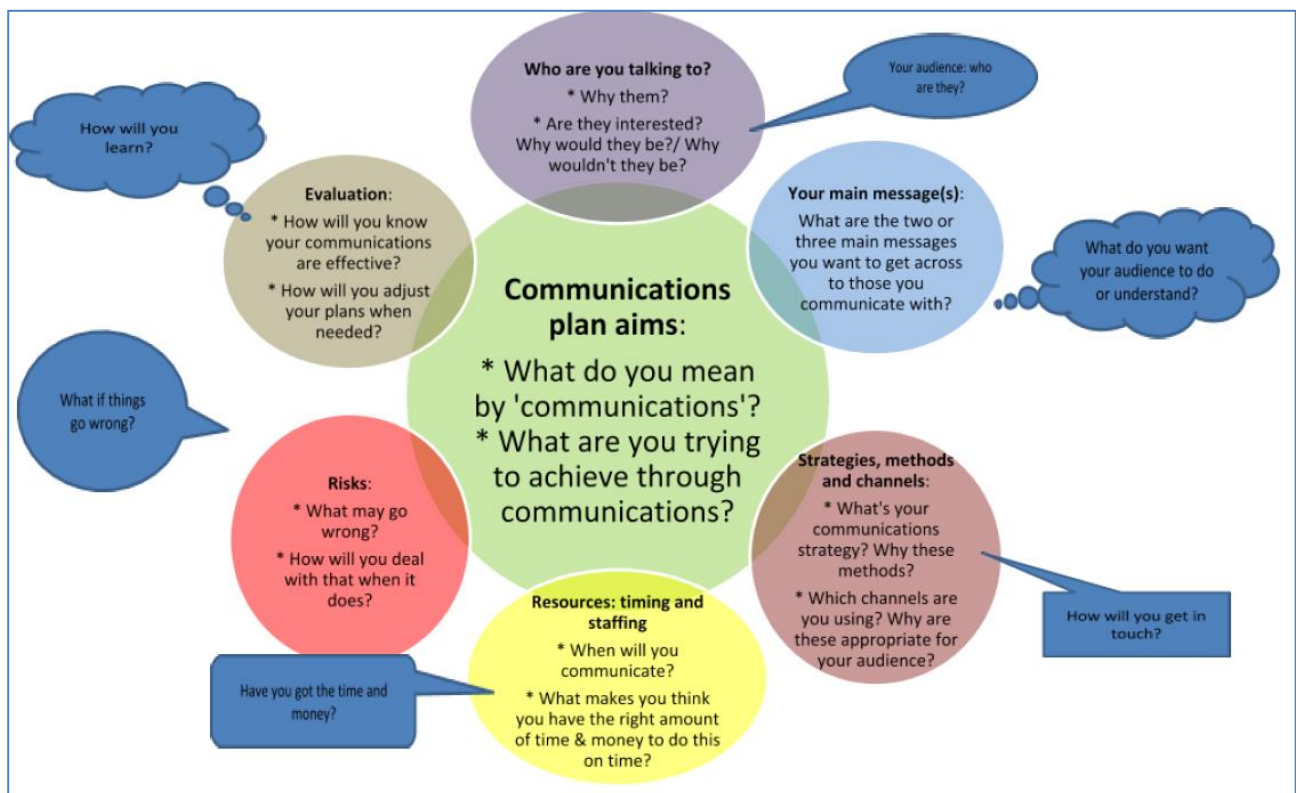 Who are you talking to?
* Why them?
* Are they interested?
Why would they be?/ Why
wouldn't they be?
Your audience: who
are they?
Your main message(s):
What are the two or
three main messages
you want to get across
to those you
communicate with?
What do you want
your audience to do
or understand?
Strategies, methods
and channels:
* What's your
communications
strategy? Why these
methods?
* Which channels are
you using? Why are
these appropriate for
your audience?
How will you get in
touch?
Resources: timing and
staffing
* When will you
communicate?
* What makes you think
you have the right amount
of time & money to do this
on time?
Have you got the time and
money?
Risks:
* What may go
wrong?
* How will you deal
with that when it
does?
What if things
go wrong?
Evaluation:
* How will you know
your communications
are effective?
* How will you adjust
your plans when
needed?
How will you
learn?
Communications
plan aims:
* What do you mean
by 'communications'?
* What are you trying
to achieve through
communications?